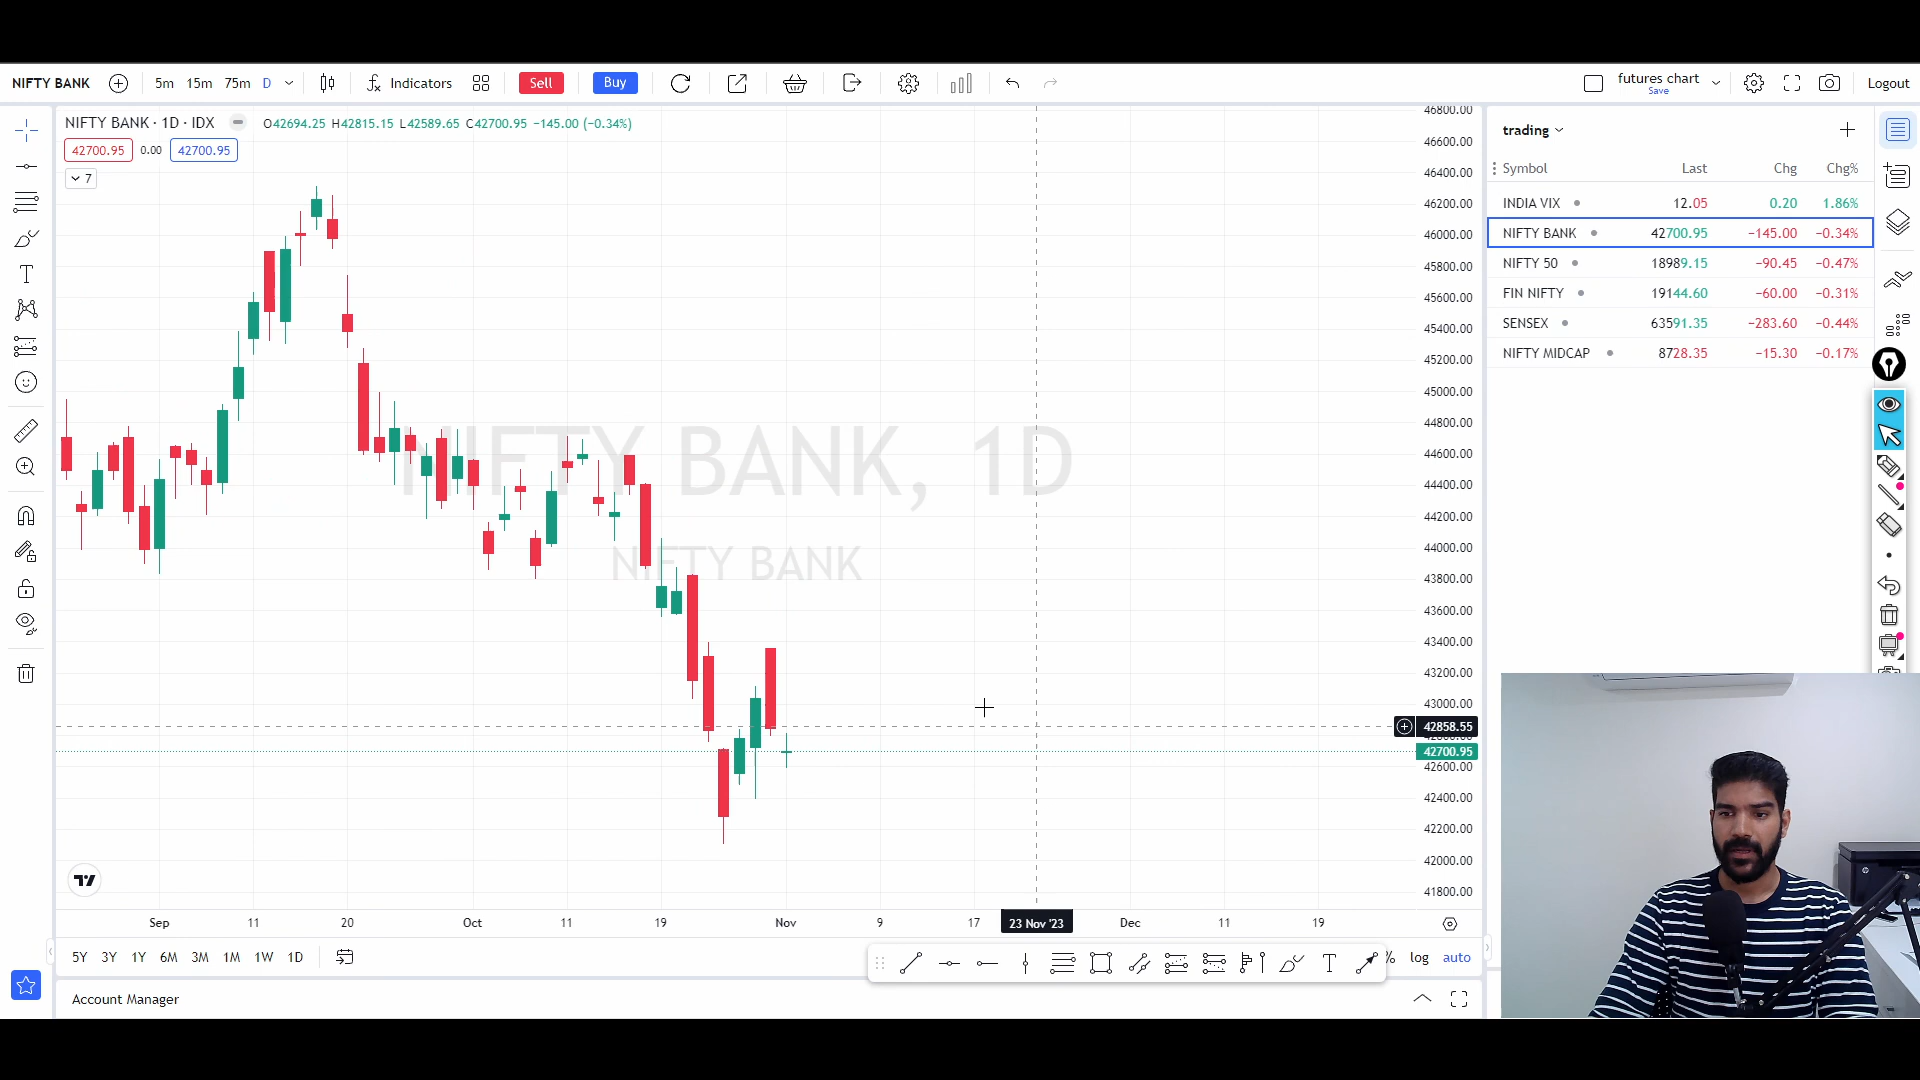 NIFTY BANK 5m 15m 75m D Indicators Sell Buy futures chart Save Logout
NIFTY BANK · 1D · IDX O42694.25 H42815.15 L42589.65 C42700.95 −145.00 (−0.34%)
42700.95 0.00 42700.95
7
NIFTY BANK, 1D
NIFTY BANK
46800.00
46600.00
46400.00
46200.00
46000.00
45800.00
45600.00
45400.00
45200.00
45000.00
44800.00
44600.00
44400.00
44200.00
44000.00
43800.00
43600.00
43400.00
43200.00
43000.00
42858.55
42800.00
42700.95
42600.00
42400.00
42200.00
42000.00
41800.00
Sep 11 20 Oct 11 19 Nov 9 17 23 Nov '23 Dec 11 19
5Y 3Y 1Y 6M 3M 1M 1W 1D % log auto
Account Manager
trading
Symbol Last Chg Chg%
INDIA VIX 12.05 0.20 1.86%
NIFTY BANK 42700.95 −145.00 −0.34%
NIFTY 50 18989.15 −90.45 −0.47%
FIN NIFTY 19144.60 −60.00 −0.31%
SENSEX 63591.35 −283.60 −0.44%
NIFTY MIDCAP 8728.35 −15.30 −0.17%